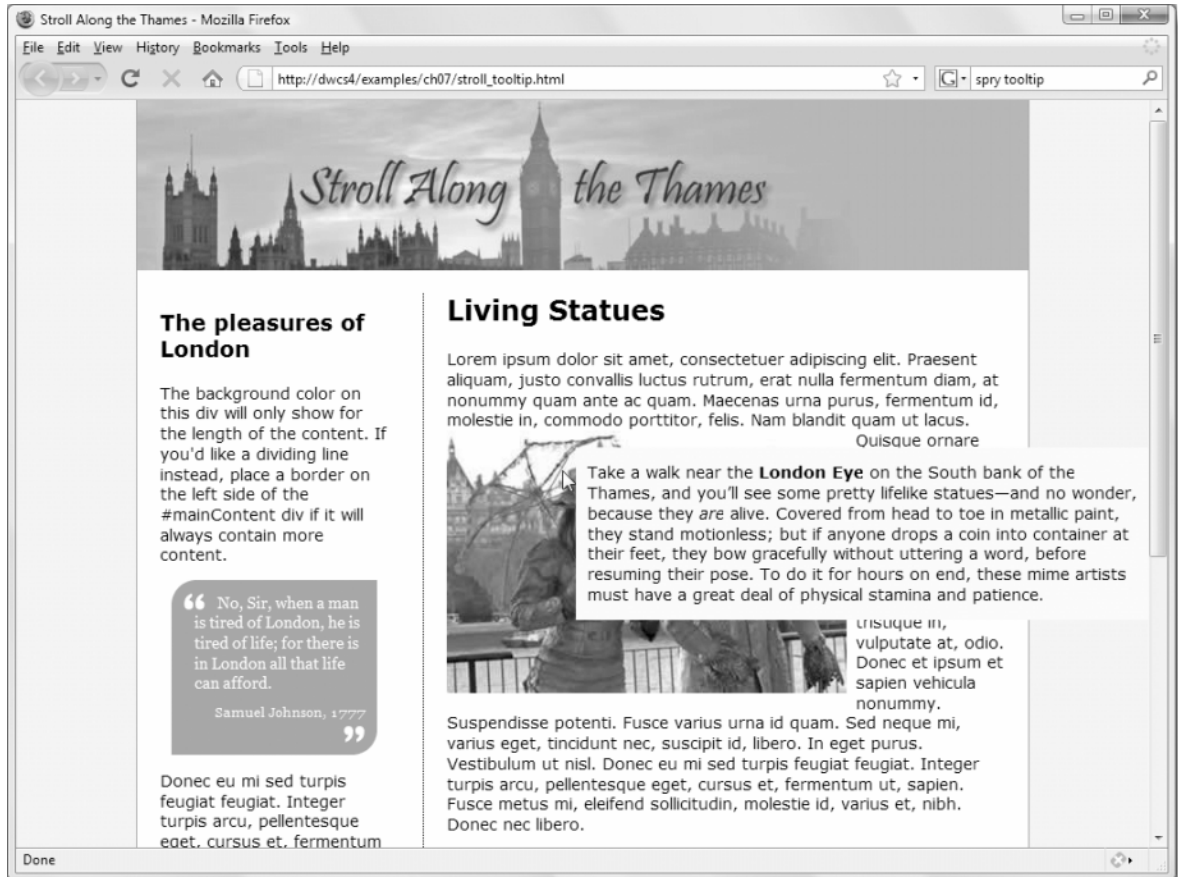 Stroll Along the Thames - Mozilla Firefox
File Edit View History Bookmarks Tools Help
http://dwcs4/examples/ch07/stroll_tooltip.html
G
spry tooltip
Stroll Along the Thames
The pleasures of
London
The background color on
this div will only show for
the length of the content. If
you'd like a dividing line
instead, place a border on
the left side of the
#mainContent div if it will
always contain more
content.
“ No, Sir, when a man
is tired of London, he is
tired of life; for there is
in London all that life
can afford.
Samuel Johnson, 1777
”
Donec eu mi sed turpis
feugiat feugiat. Integer
turpis arcu, pellentesque
eget, cursus et, fermentum
Living Statues
Lorem ipsum dolor sit amet, consectetuer adipiscing elit. Praesent
aliquam, justo convallis luctus rutrum, erat nulla fermentum diam, at
nonummy quam ante ac quam. Maecenas urna purus, fermentum id,
molestie in, commodo porttitor, felis. Nam blandit quam ut lacus.
Quisque ornare
Take a walk near the London Eye on the South bank of the
Thames, and you’ll see some pretty lifelike statues—and no wonder,
because they are alive. Covered from head to toe in metallic paint,
they stand motionless; but if anyone drops a coin into container at
their feet, they bow gracefully without uttering a word, before
resuming their pose. To do it for hours on end, these mime artists
must have a great deal of physical stamina and patience.
tristique in,
vulputate at, odio.
Donec et ipsum et
sapien vehicula
nonummy.
Suspendisse potenti. Fusce varius urna id quam. Sed neque mi,
varius eget, tincidunt nec, suscipit id, libero. In eget purus.
Vestibulum ut nisl. Donec eu mi sed turpis feugiat feugiat. Integer
turpis arcu, pellentesque eget, cursus et, fermentum ut, sapien.
Fusce metus mi, eleifend sollicitudin, molestie id, varius et, nibh.
Donec nec libero.
Done